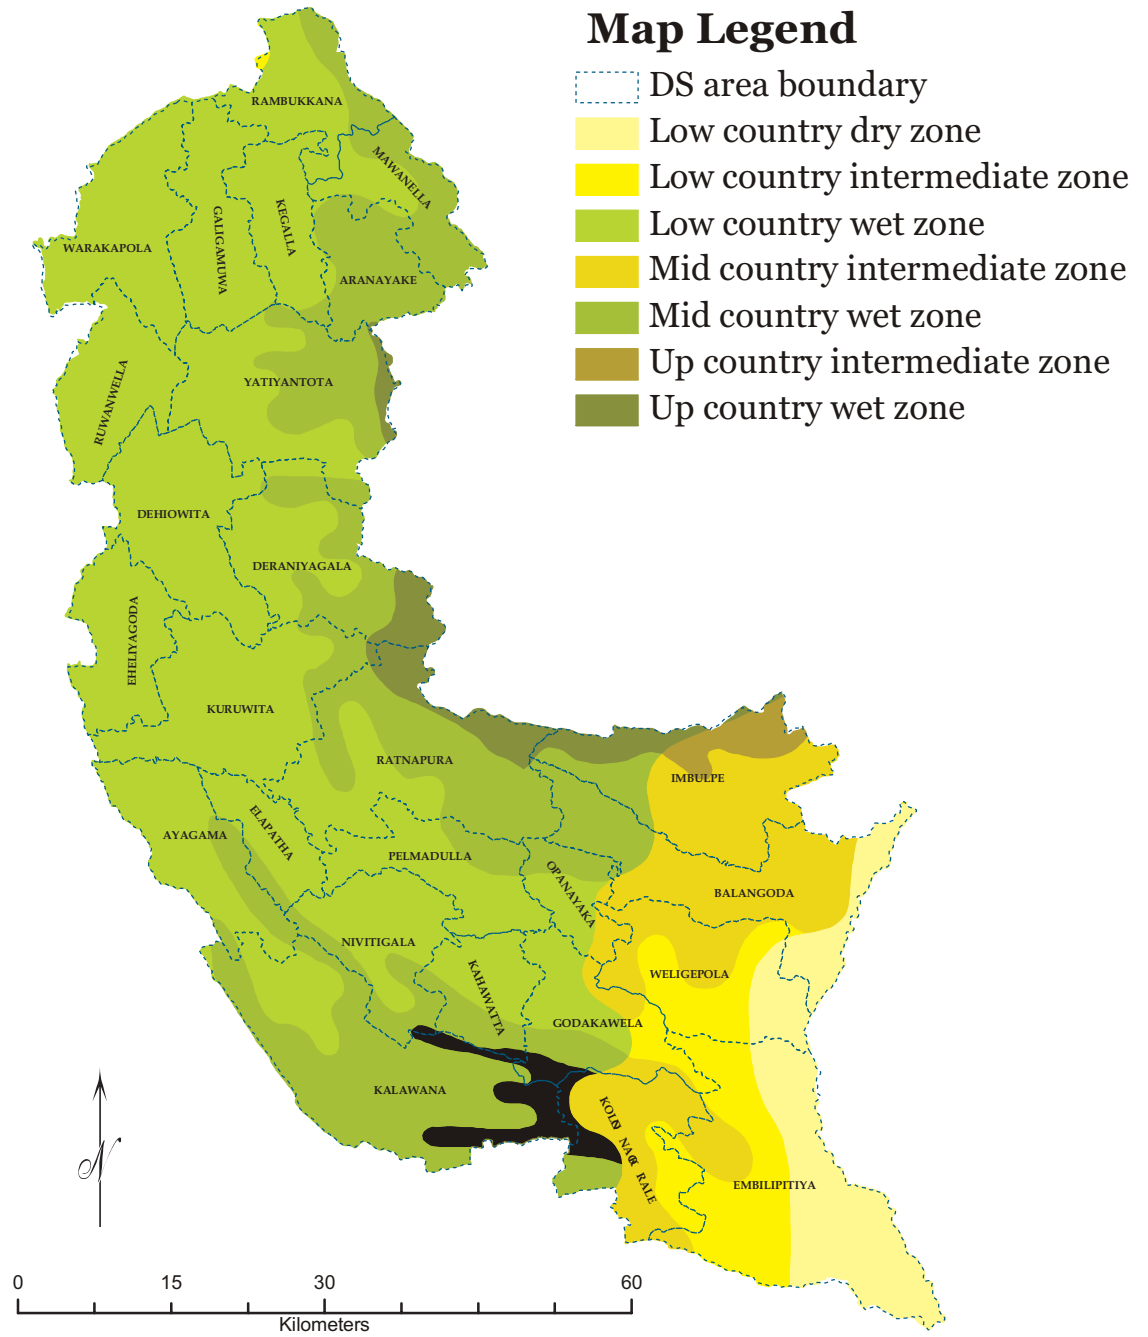 Map Legend
DS area boundary
Low country dry zone
Low country intermediate zone
Low country wet zone
Mid country intermediate zone
Mid country wet zone
Up country intermediate zone
Up country wet zone
RAMBUKKANA
MAWANELLA
KEGALLA
GALIGAMUWA
WARAKAPOLA
ARANAYAKE
YATIYANTOTA
RUWANWELLA
DEHIOWITA
DERANIYAGALA
EHELIYAGODA
KURUWITA
RATNAPURA
IMBULPE
ELAPATHA
AYAGAMA
PELMADULLA
OPANAYAKA
BALANGODA
NIVITIGALA
WELIGEPOLA
KAHAWATTA
GODAKAWELA
KALAWANA
RALE
EMBILIPITIYA
N
0 15 30 60
Kilometers